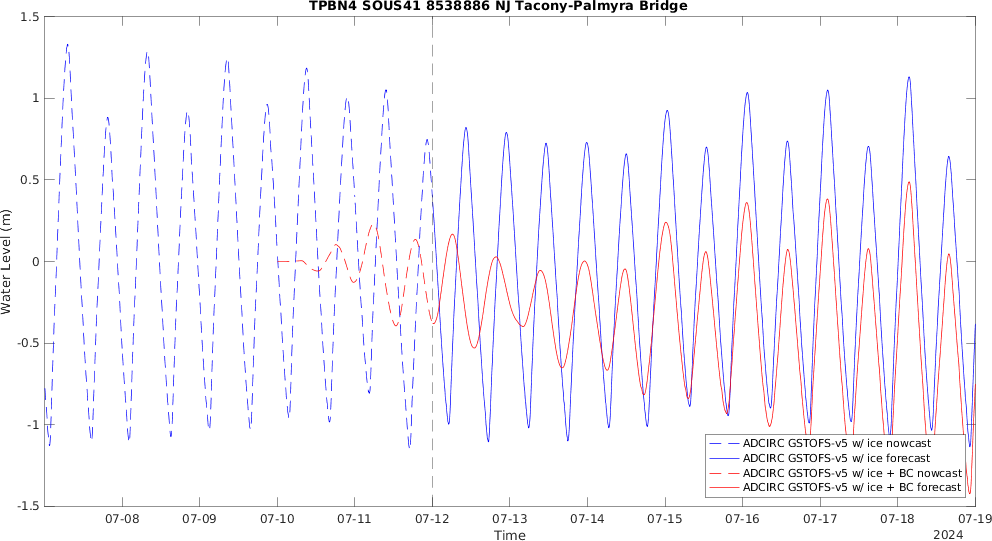 TPBN4 SOUS41 8538886 NJ Tacony-Palmyra Bridge
1.5
1
0.5
0
-0.5
-1
-1.5
Water Level (m)
07-08
07-09
07-10
07-11
07-12
07-13
07-14
07-15
07-16
07-17
07-18
07-19
Time
2024
ADCIRC GSTOFS-v5 w/ ice nowcast
ADCIRC GSTOFS-v5 w/ ice forecast
ADCIRC GSTOFS-v5 w/ ice + BC nowcast
ADCIRC GSTOFS-v5 w/ ice + BC forecast